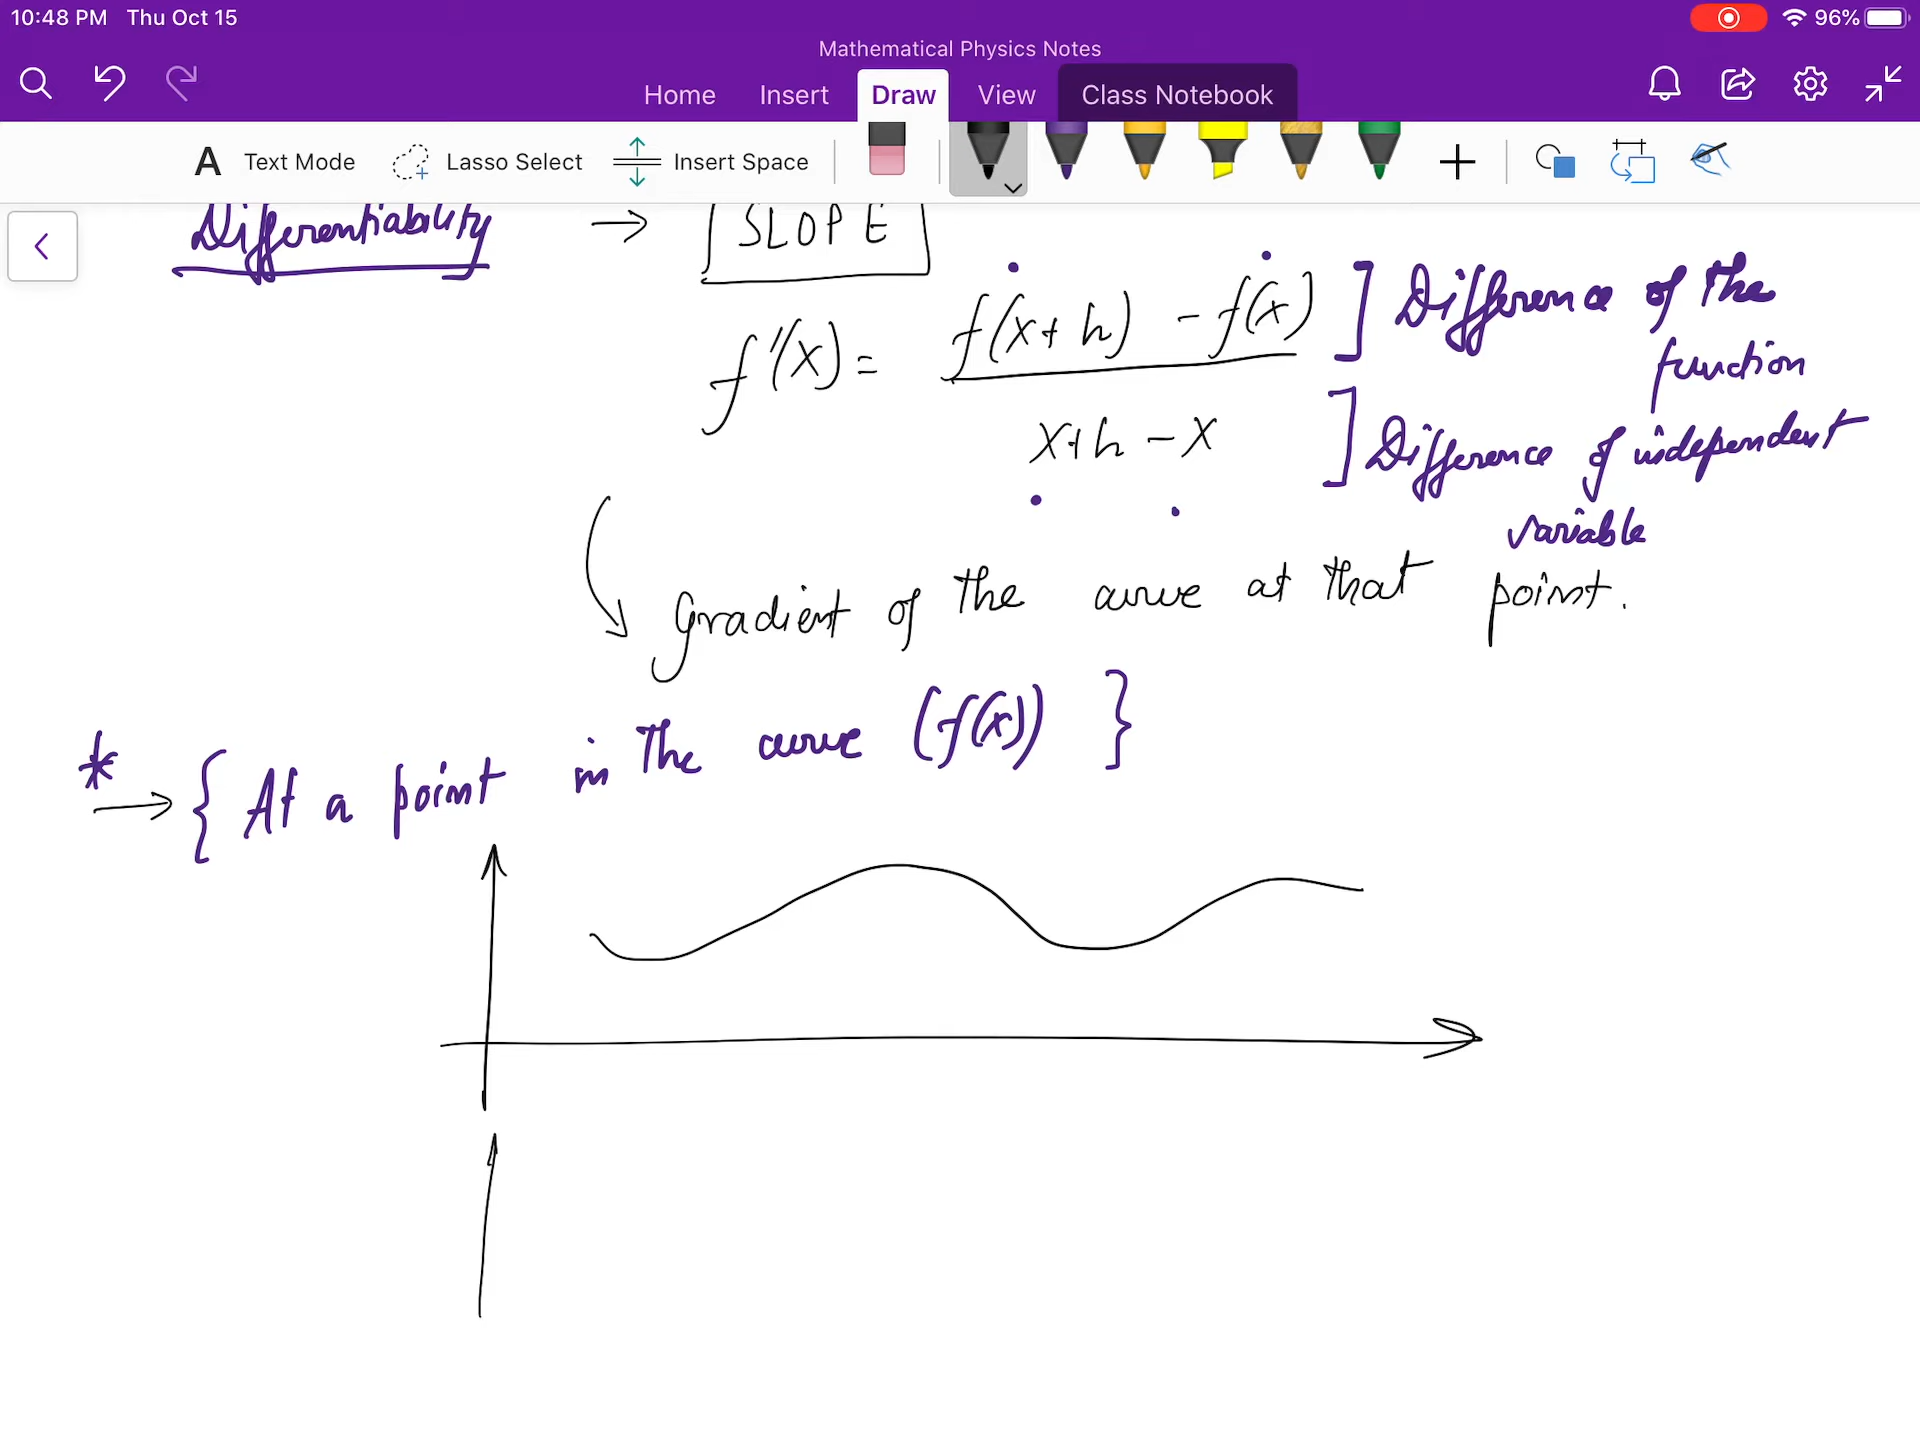 10:48 PM Thu Oct 15
96%
Mathematical Physics Notes
Home Insert Draw View Class Notebook
A Text Mode Lasso Select Insert Space
Differentiability → SLOPE
f'(x) = f(x+h) - f(x) ] Difference of the
function
x+h - x ] Difference of independent
variable
Gradient of the curve at that point.
* → { At a point in the curve (f(x)) }